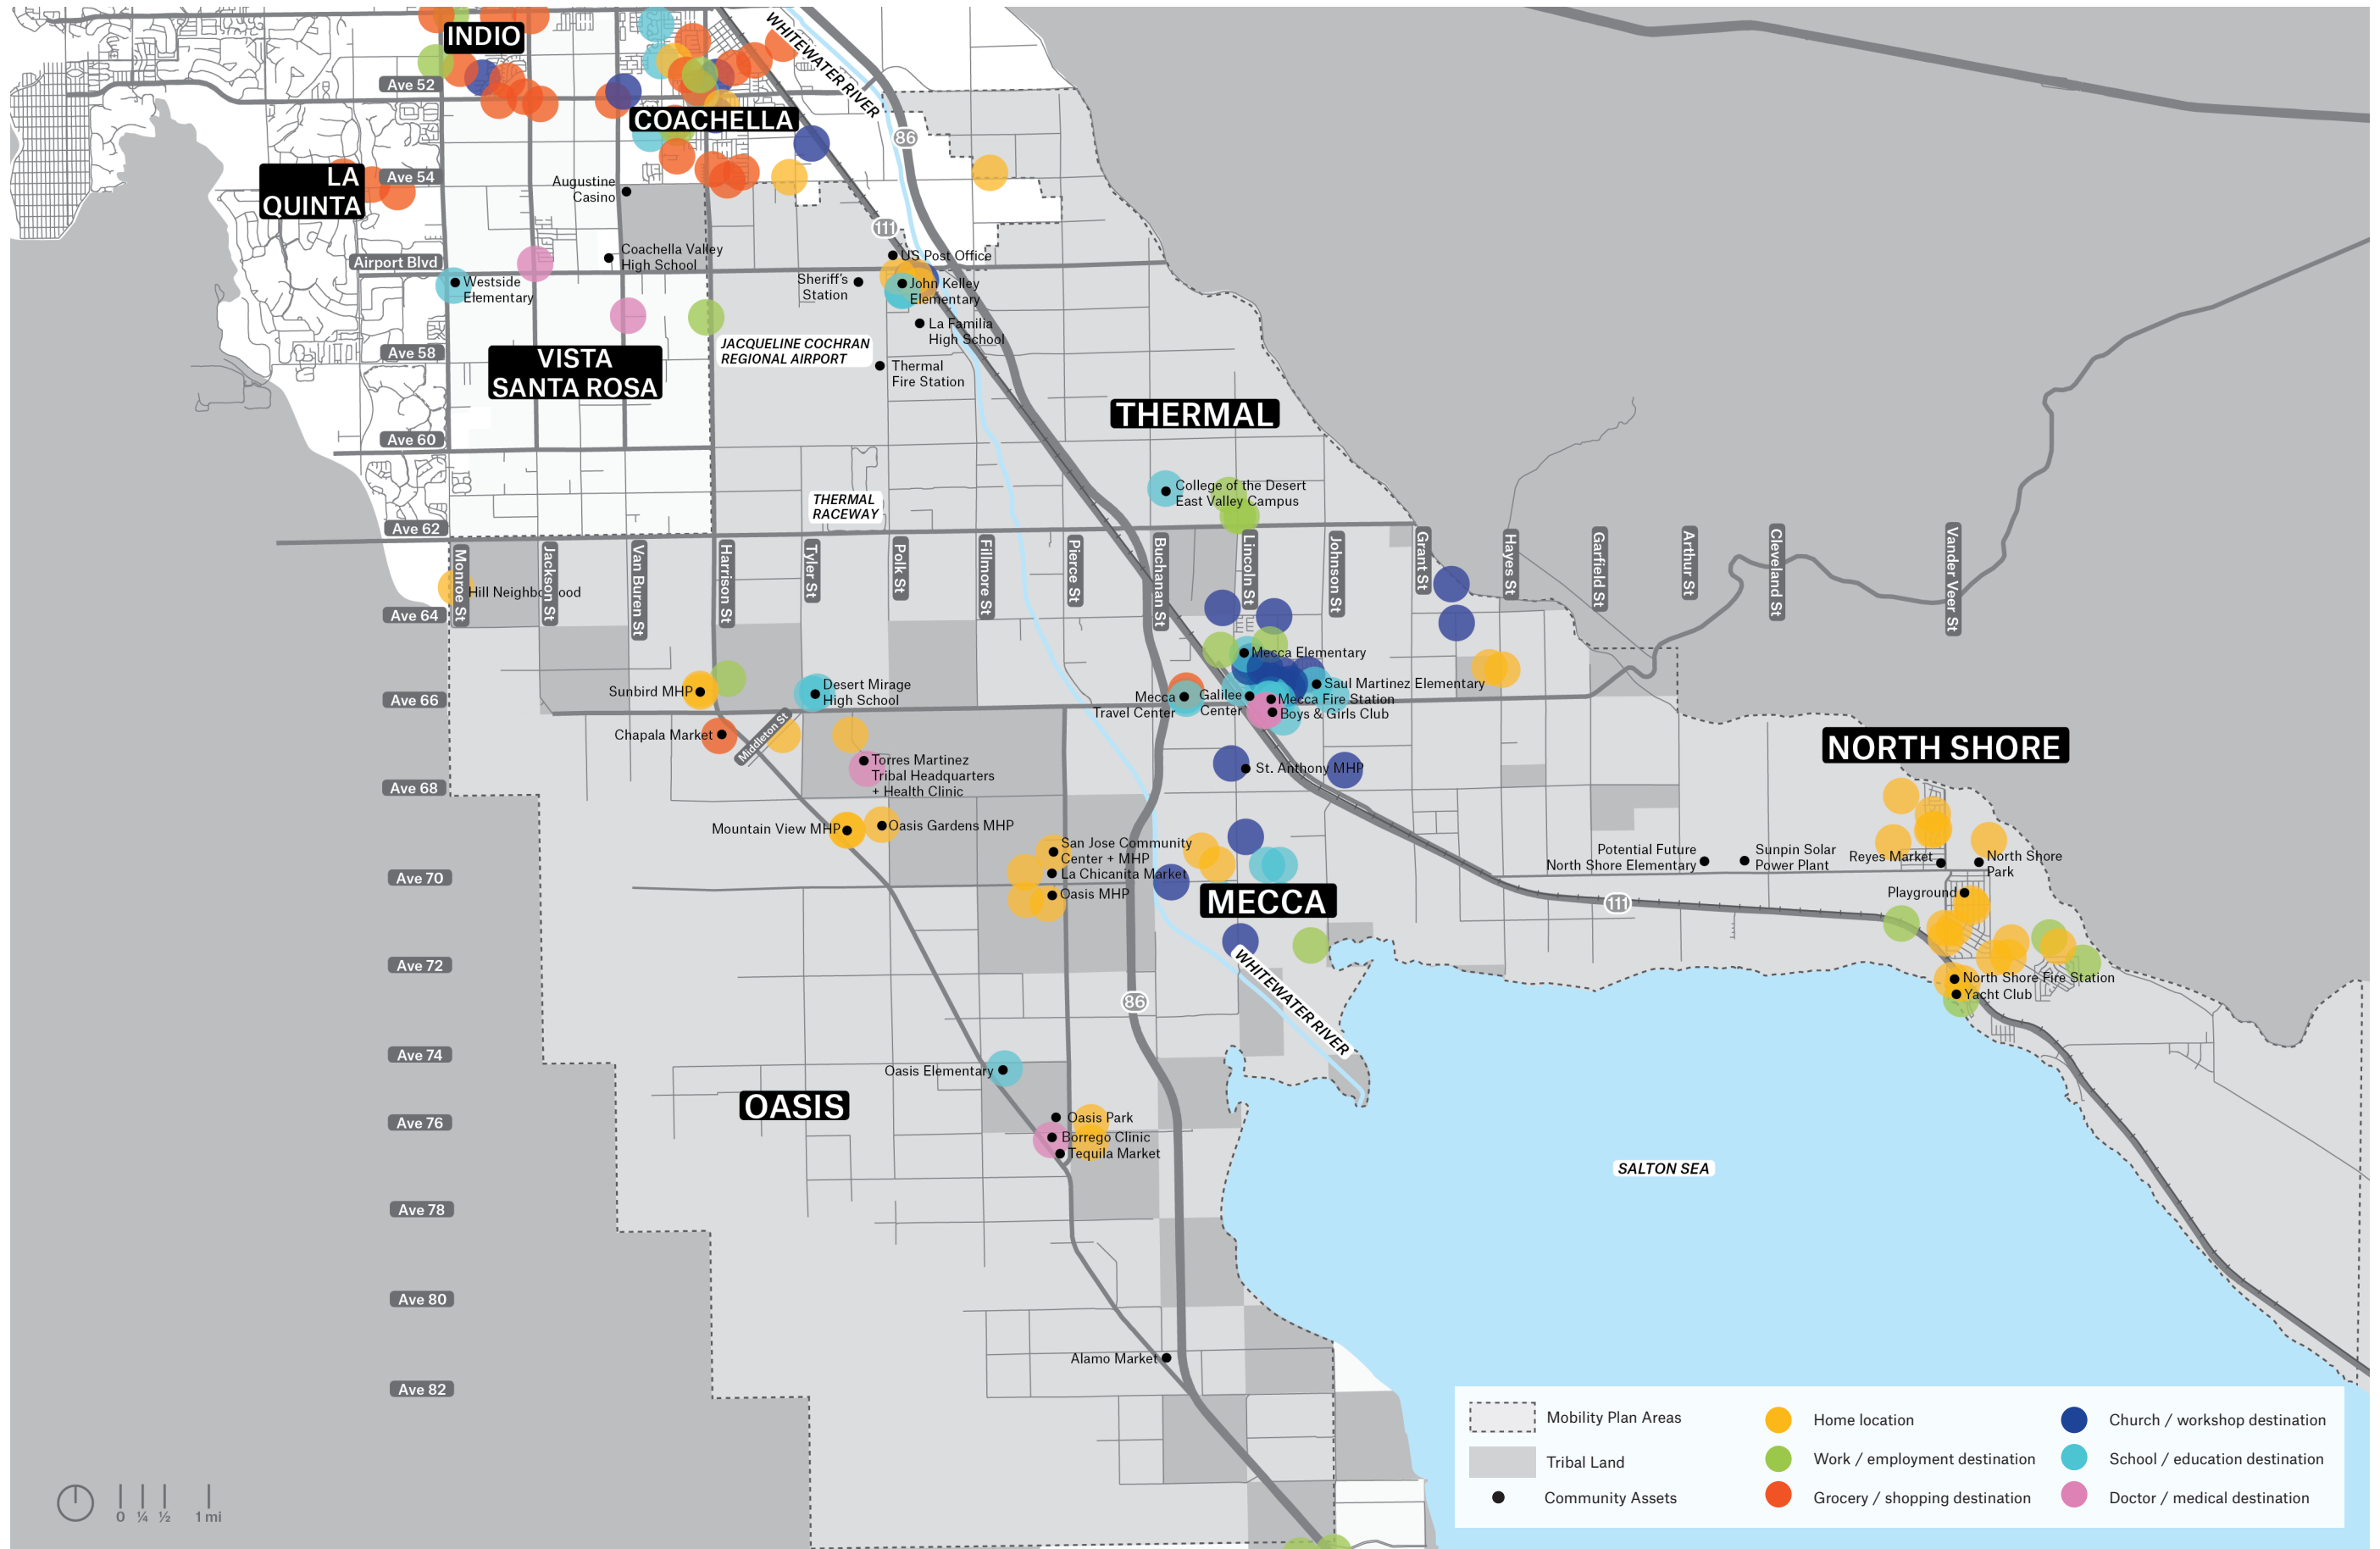 INDIO
WHITEWATER RIVER
Ave 52
COACHELLA
86
LA
QUINTA
Ave 54
Augustine
Casino
111
Coachella Valley
High School
US Post Office
Airport Blvd
Westside
Elementary
Sheriff's
Station
John Kelley
Elementary
La Familia
High School
JACQUELINE COCHRAN
REGIONAL AIRPORT
Ave 58
VISTA
SANTA ROSA
Thermal
Fire Station
THERMAL
Ave 60
College of the Desert
East Valley Campus
THERMAL
RACEWAY
Ave 62
Monroe St
Jackson St
Van Buren St
Harrison St
Tyler St
Polk St
Fillmore St
Pierce St
Buchanan St
Lincoln St
Johnson St
Grant St
Hayes St
Garfield St
Arthur St
Cleveland St
Vander Veer St
Hill Neighborhood
Ave 64
Mecca Elementary
Sunbird MHP
Desert Mirage
High School
Saul Martinez Elementary
Ave 66
Mecca
Travel Center
Galilee
Center
Mecca Fire Station
Boys & Girls Club
Chapala Market
Middleton St
NORTH SHORE
Torres Martinez
Tribal Headquarters
+ Health Clinic
St. Anthony MHP
Ave 68
Mountain View MHP
Oasis Gardens MHP
San Jose Community
Center + MHP
La Chicanita Market
Oasis MHP
Potential Future
North Shore Elementary
Sunpin Solar
Power Plant
Reyes Market
North Shore
Park
Ave 70
MECCA
111
Playground
Ave 72
WHITEWATER RIVER
North Shore Fire Station
Yacht Club
86
Ave 74
Oasis Elementary
OASIS
Ave 76
Oasis Park
Borrego Clinic
Tequila Market
SALTON SEA
Ave 78
Ave 80
Alamo Market
Ave 82
Mobility Plan Areas
Tribal Land
Community Assets
Home location
Work / employment destination
Grocery / shopping destination
Church / workshop destination
School / education destination
Doctor / medical destination
0 ¼ ½ 1 mi